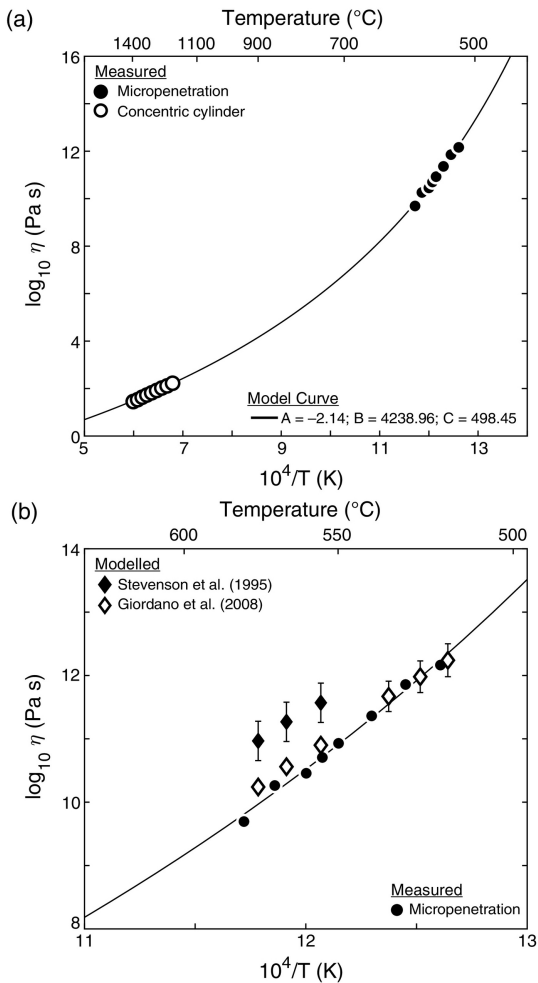 (a)
Temperature (°C)
1400 1100 900 700 500
16
12
8
4
0
log10 η (Pa s)
Measured
Micropenetration
Concentric cylinder
Model Curve
A = –2.14; B = 4238.96; C = 498.45
5 7 9 11 13
10^4/T (K)
(b)
Temperature (°C)
600 550 500
14
12
10
8
log10 η (Pa s)
Modelled
Stevenson et al. (1995)
Giordano et al. (2008)
Measured
Micropenetration
11 12 13
10^4/T (K)